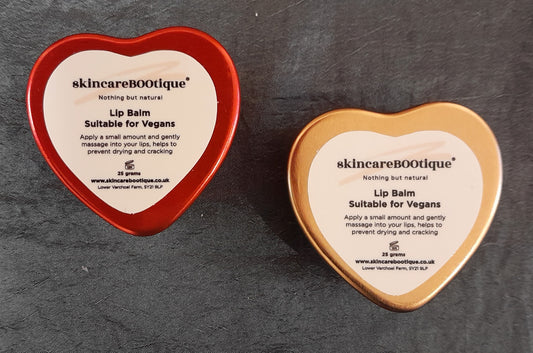 skincareBOOtique®
Nothing but natural
Lip Balm
Suitable for Vegans
Apply a small amount and gently
massage into your lips, helps to
prevent drying and cracking
25 grams
www.skincarebootique.co.uk
Lower Varchoel Farm, SY21 9LP
skincareBOOtique®
Nothing but natural
Lip Balm
Suitable for Vegans
Apply a small amount and gently
massage into your lips, helps to
prevent drying and cracking
25 grams
www.skincarebootique.co.uk
Lower Varchoel Farm, SY21 9LP